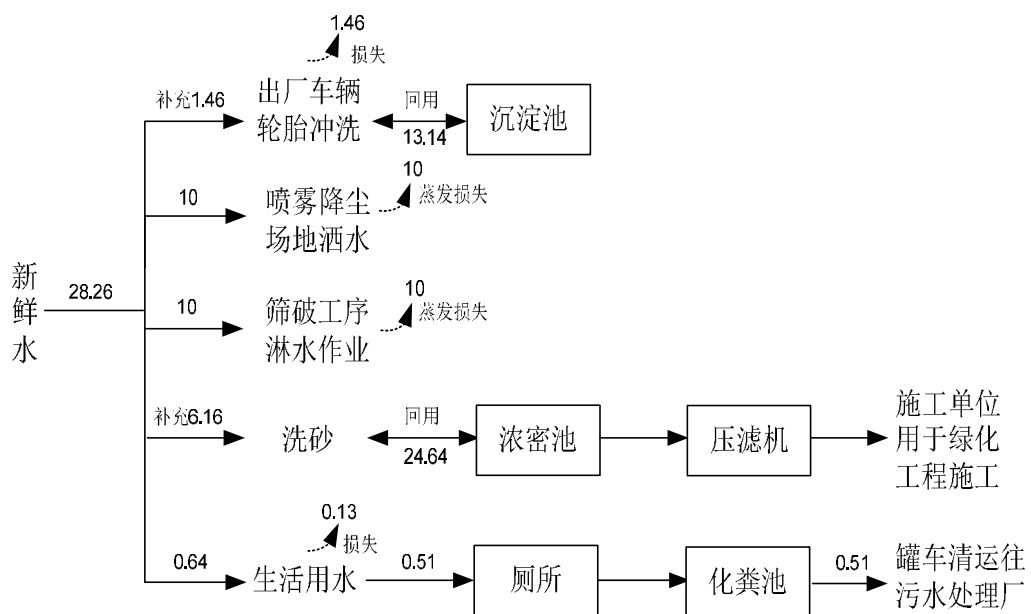 1.46
损失
补充1.46
出厂车辆
轮胎冲洗
回用
13.14
沉淀池
10
喷雾降尘
场地洒水
10
蒸发损失
新鲜水
28.26
10
筛破工序
淋水作业
10
蒸发损失
补充6.16
洗砂
回用
24.64
浓密池
压滤机
施工单位
用于绿化
工程施工
0.64
生活用水
0.13
损失
0.51
厕所
化粪池
0.51
罐车清运往
污水处理厂